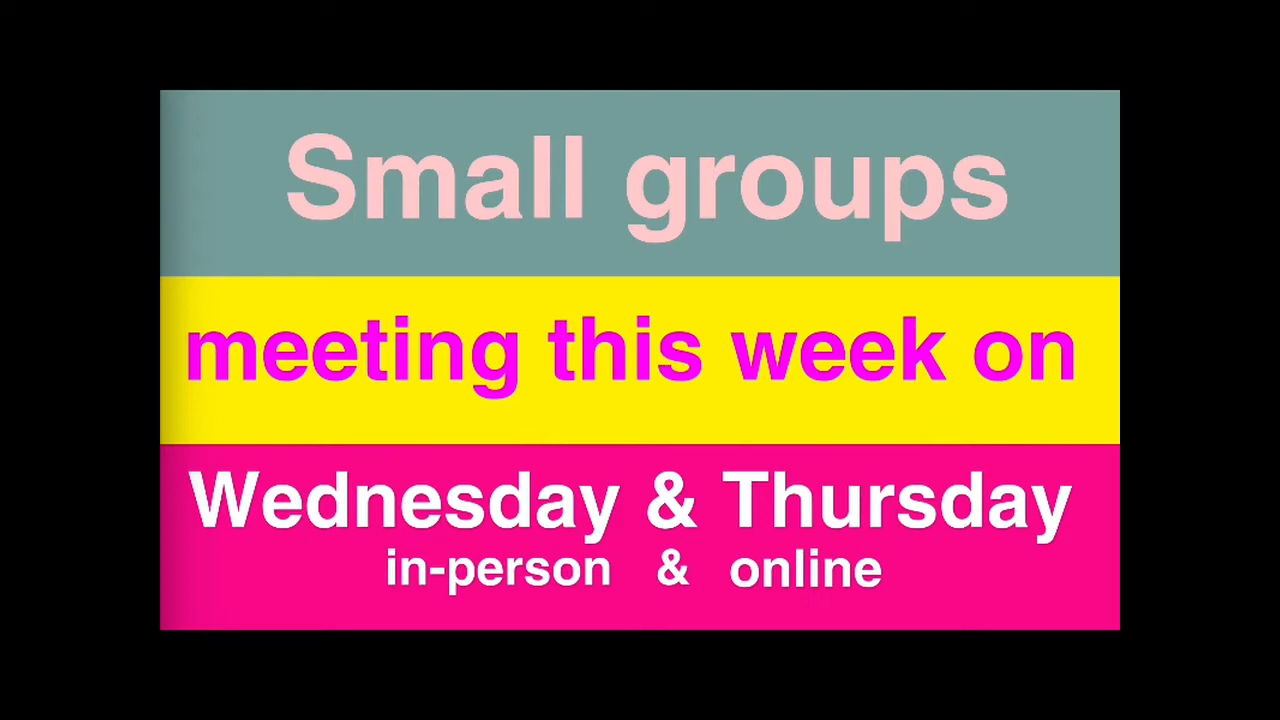 Small groups
meeting this week on
Wednesday & Thursday
in-person & online